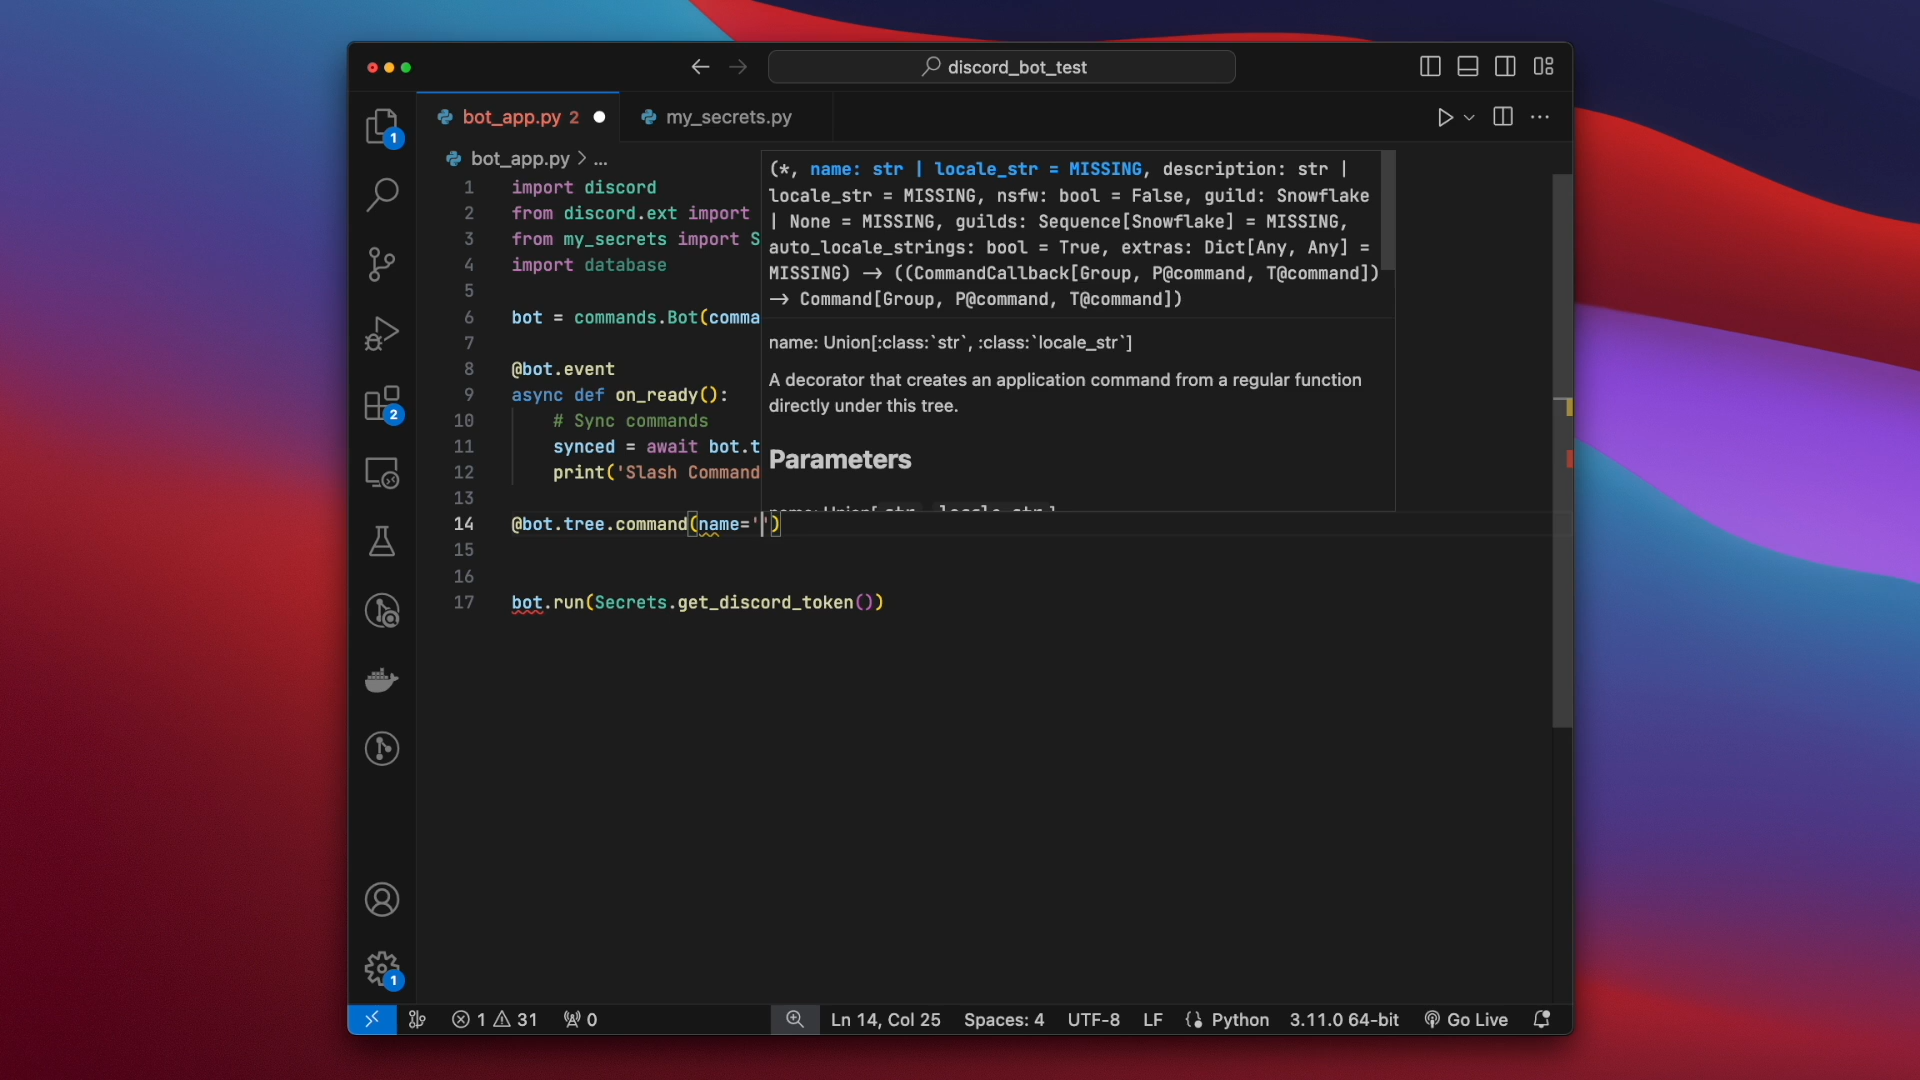 discord_bot_test
bot_app.py 2
my_secrets.py
bot_app.py > ...
1 import discord
2 from discord.ext import
3 from my_secrets import S
4 import database
5
6 bot = commands.Bot(comma
7
8 @bot.event
9 async def on_ready():
10 # Sync commands
11 synced = await bot.t
12 print('Slash Command
13
14 @bot.tree.command(name='')
15
16
17 bot.run(Secrets.get_discord_token())
(*, name: str | locale_str = MISSING, description: str |
locale_str = MISSING, nsfw: bool = False, guild: Snowflake
| None = MISSING, guilds: Sequence[Snowflake] = MISSING,
auto_locale_strings: bool = True, extras: Dict[Any, Any] =
MISSING) -> ((CommandCallback[Group, P@command, T@command])
-> Command[Group, P@command, T@command])
name: Union[:class:`str`, :class:`locale_str`]
A decorator that creates an application command from a regular function
directly under this tree.
Parameters
name: Union[str, locale_str]
1
2
1
1 31 0
Ln 14, Col 25 Spaces: 4 UTF-8 LF Python 3.11.0 64-bit Go Live